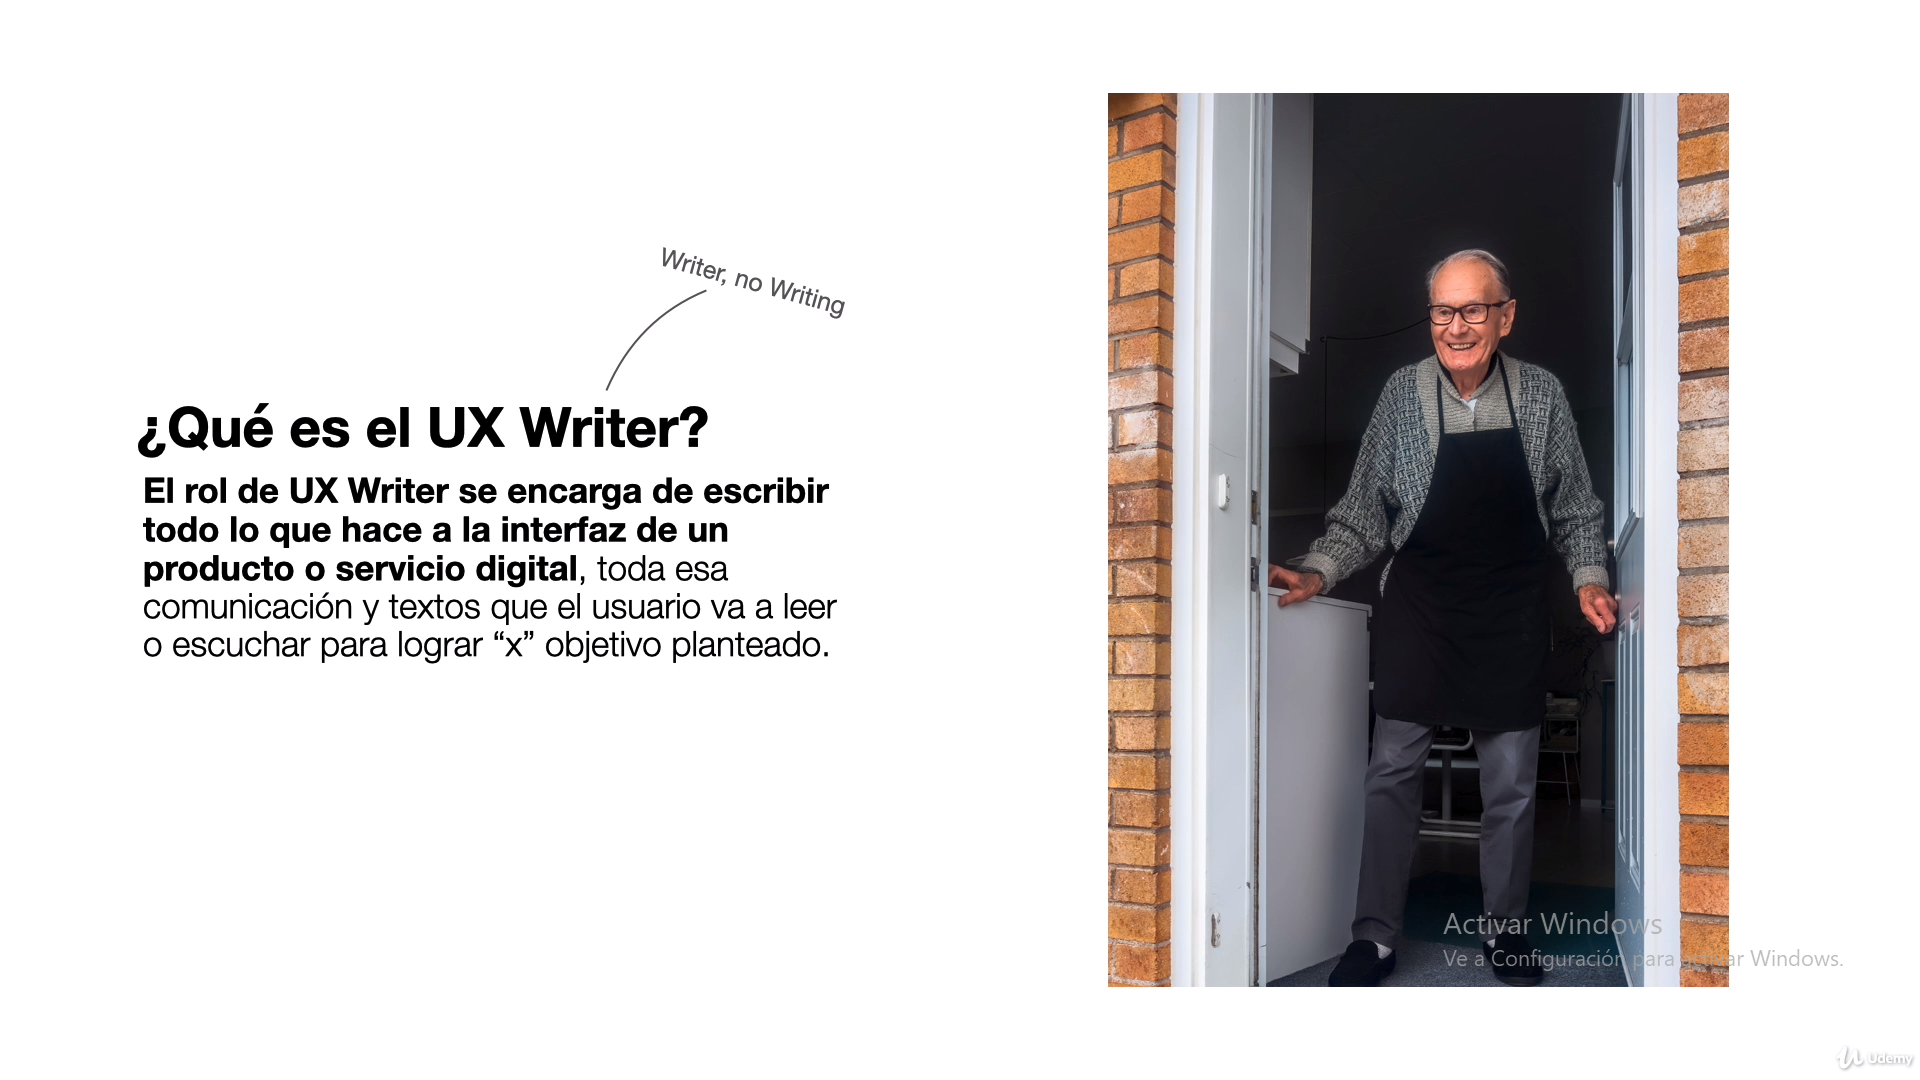 Writer, no Writing
¿Qué es el UX Writer?
El rol de UX Writer se encarga de escribir
todo lo que hace a la interfaz de un
producto o servicio digital, toda esa
comunicación y textos que el usuario va a leer
o escuchar para lograr “x” objetivo planteado.
Activar Windows
Ve a Configuración para activar Windows.
Udemy